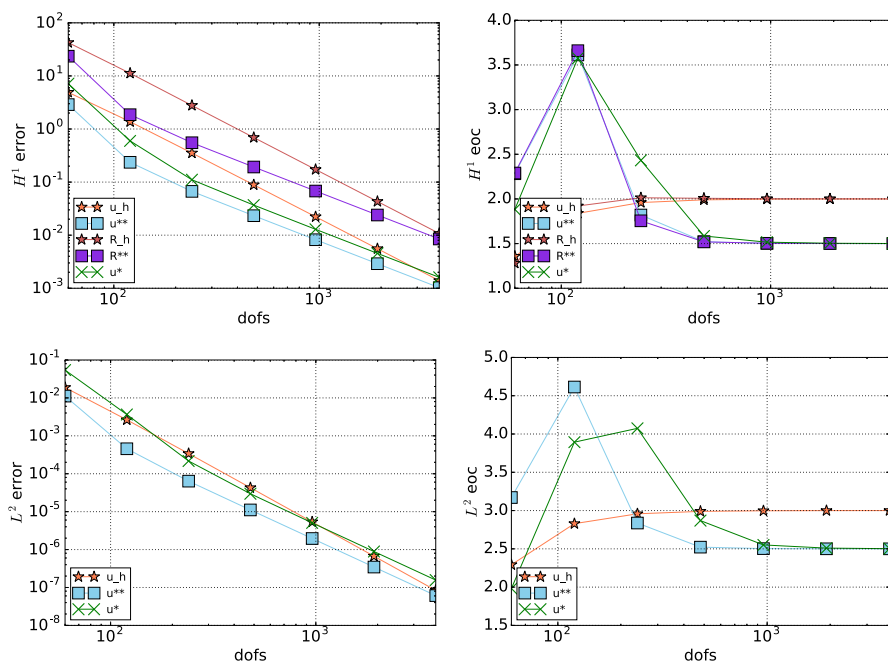 10^2
10^1
10^0
10^-1
10^-2
10^-3
H^1 error
u_h
u**
R_h
R**
u*
10^2
10^3
dofs
4.0
3.5
3.0
2.5
2.0
1.5
1.0
H^1 eoc
u_h
u**
R_h
R**
u*
10^2
10^3
dofs
10^-1
10^-2
10^-3
10^-4
10^-5
10^-6
10^-7
10^-8
L^2 error
u_h
u**
u*
10^2
10^3
dofs
5.0
4.5
4.0
3.5
3.0
2.5
2.0
1.5
L^2 eoc
u_h
u**
u*
10^2
10^3
dofs